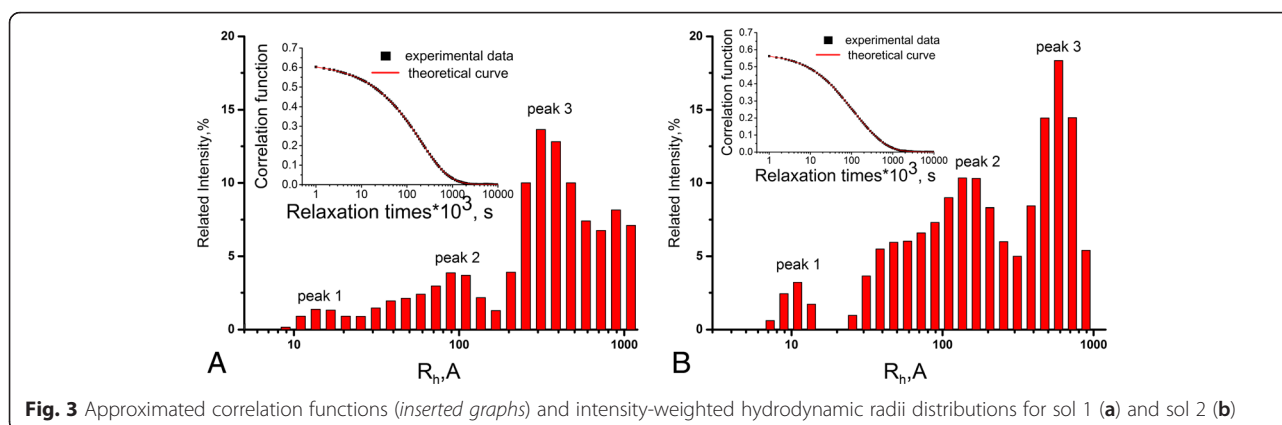 20
15
10
5
0
Related Intensity,%
10
100
1000
R_h,A
A
peak 1
peak 2
peak 3
0.7
0.6
0.5
0.4
0.3
0.2
0.1
0.0
Correlation function
1 10 100 1000 10000
Relaxation times*10^3, s
experimental data
theoretical curve
20
15
10
5
0
Related Intensity,%
10
100
1000
R_h,A
B
peak 1
peak 2
peak 3
0.7
0.6
0.5
0.4
0.3
0.2
0.1
0.0
Correlation function
1 10 100 1000 10000
Relaxation times*10^3, s
experimental data
theoretical curve
Fig. 3 Approximated correlation functions (inserted graphs) and intensity-weighted hydrodynamic radii distributions for sol 1 (a) and sol 2 (b)